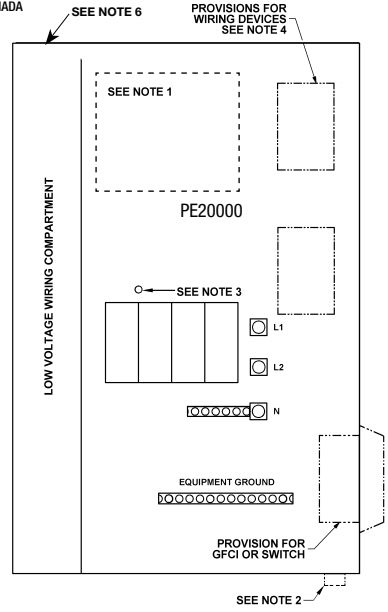 NADA
SEE NOTE 6
PROVISIONS FOR
WIRING DEVICES
SEE NOTE 4
SEE NOTE 1
PE20000
LOW VOLTAGE WIRING COMPARTMENT
SEE NOTE 3
L1
L2
N
EQUIPMENT GROUND
PROVISION FOR
GFCI OR SWITCH
SEE NOTE 2